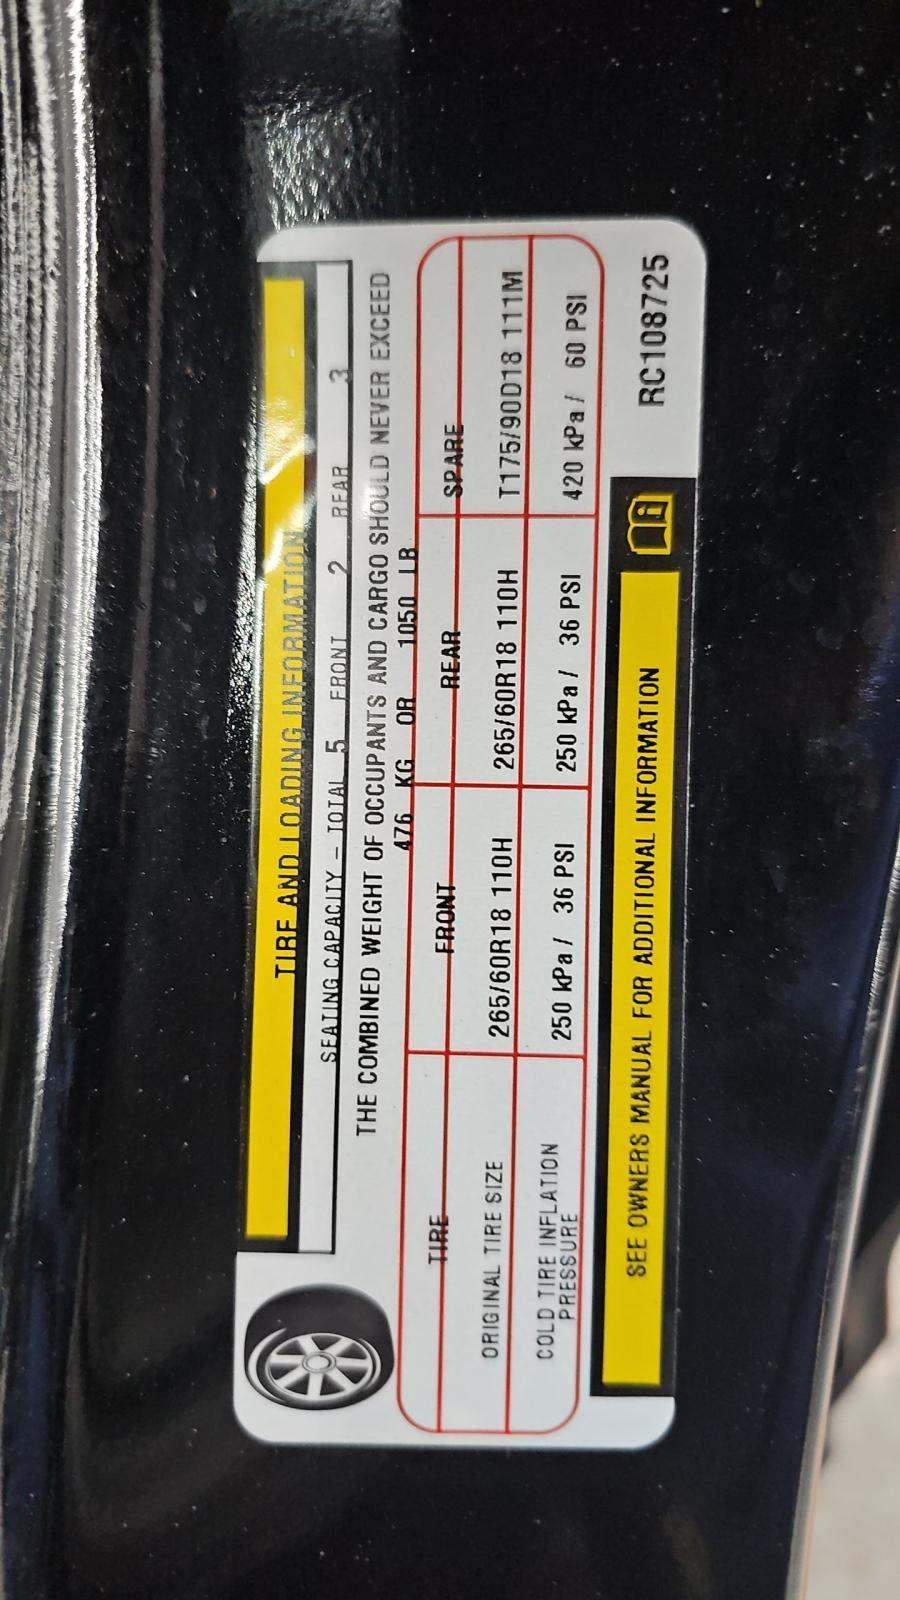 TIRE AND LOADING INFORMATION
SEATING CAPACITY - TOTAL 5 FRONT 2 REAR 3
THE COMBINED WEIGHT OF OCCUPANTS AND CARGO SHOULD NEVER EXCEED
476 KG OR 1050 LB
TIRE FRONT REAR SPARE
ORIGINAL TIRE SIZE 265/60R18 110H 265/60R18 110H T175/90D18 111M
COLD TIRE INFLATION PRESSURE 250 kPa / 36 PSI 250 kPa / 36 PSI 420 kPa / 60 PSI
SEE OWNERS MANUAL FOR ADDITIONAL INFORMATION
RC108725